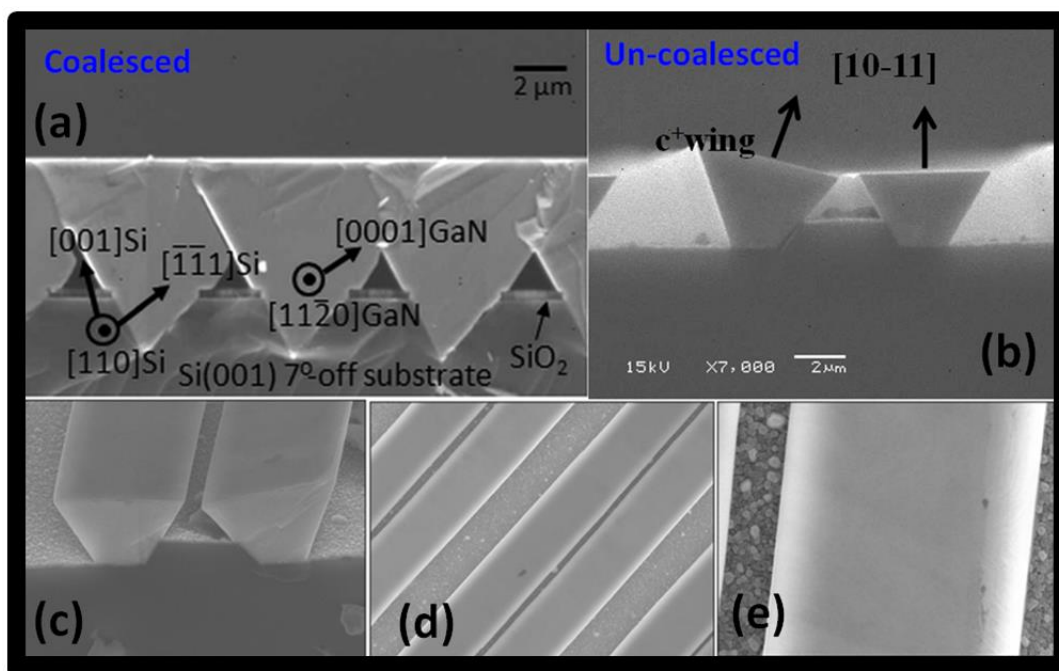 Coalesced
2 μm
(a)
[001]Si
[0001]GaN
[1̅1̅1]Si
[112̅0]GaN
[110]Si
SiO₂
Si(001) 7⁰-off substrate
Un-coalesced
[10-11]
c⁺wing
(b)
15kV X7,000 2μm
(c)
(d)
(e)